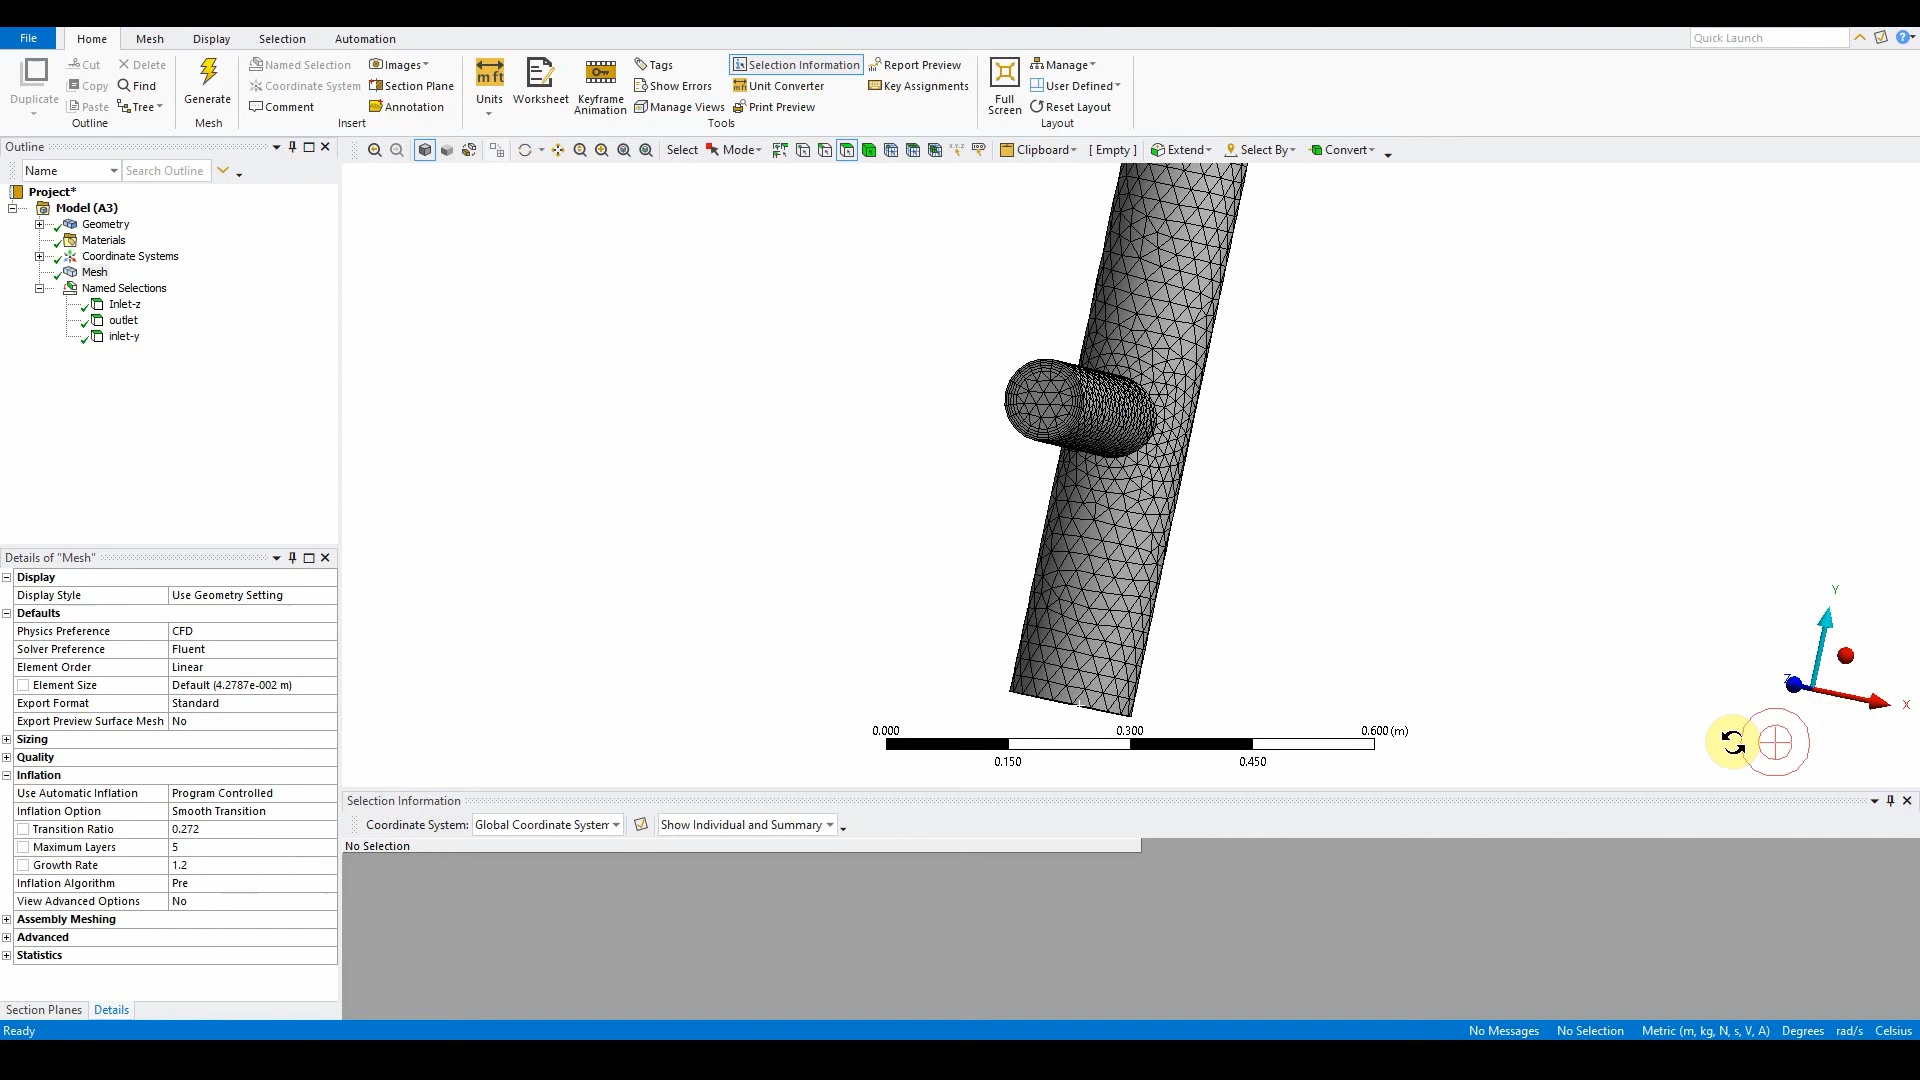 File Home Mesh Display Selection Automation Quick Launch
Duplicate Cut Copy Paste Delete Find Tree Outline
Generate Mesh
Named Selection Coordinate System Comment Images Section Plane Annotation Insert
Units Worksheet Keyframe Animation Tags Show Errors Manage Views Selection Information Unit Converter Print Preview Report Preview Key Assignments Tools
Full Screen Manage User Defined Reset Layout Layout
Outline
Name Search Outline
Select Mode Clipboard [ Empty ] Extend Select By Convert
Project*
Model (A3)
Geometry
Materials
Coordinate Systems
Mesh
Named Selections
Inlet-z
outlet
inlet-y
Details of "Mesh"
Display
Display Style Use Geometry Setting
Defaults
Physics Preference CFD
Solver Preference Fluent
Element Order Linear
Element Size Default (4.2787e-002 m)
Export Format Standard
Export Preview Surface Mesh No
Sizing
Quality
Inflation
Use Automatic Inflation Program Controlled
Inflation Option Smooth Transition
Transition Ratio 0.272
Maximum Layers 5
Growth Rate 1.2
Inflation Algorithm Pre
View Advanced Options No
Assembly Meshing
Advanced
Statistics
Section Planes Details
Y
Z
X
0.000 0.300 0.600 (m)
0.150 0.450
Selection Information
Coordinate System: Global Coordinate System Show Individual and Summary
No Selection
Ready No Messages No Selection Metric (m, kg, N, s, V, A) Degrees rad/s Celsius